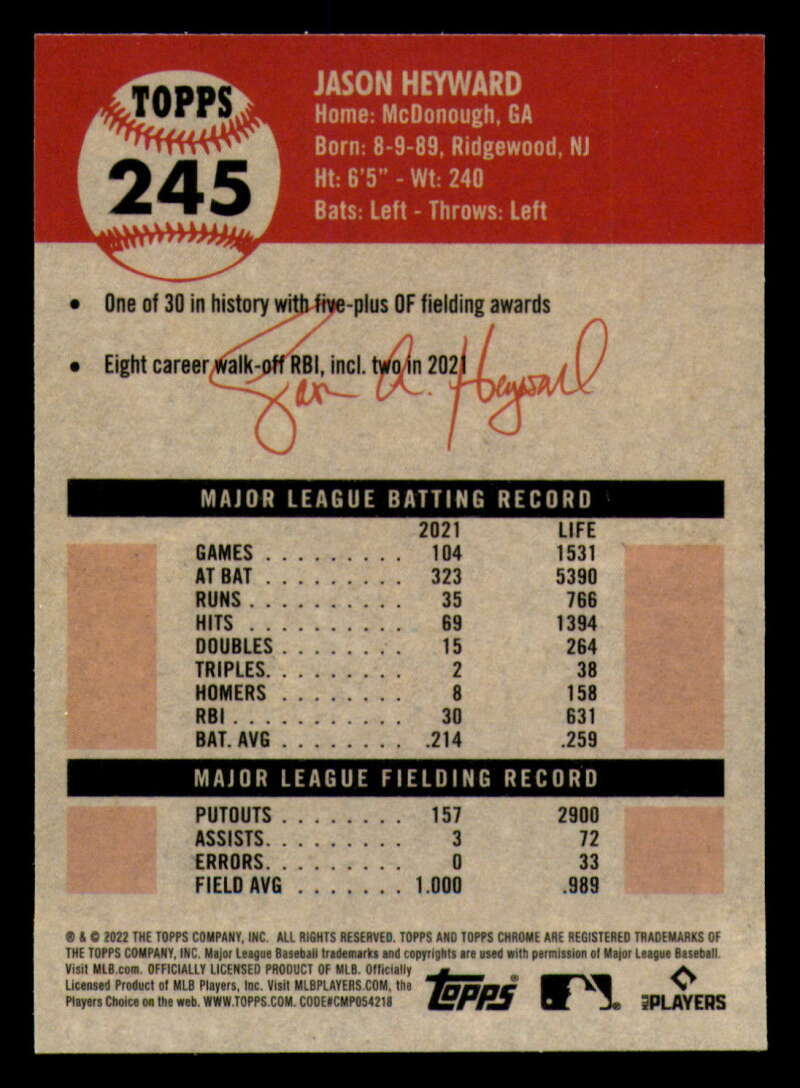 TOPPS
245
JASON HEYWARD
Home: McDonough, GA
Born: 8-9-89, Ridgewood, NJ
Ht: 6'5" - Wt: 240
Bats: Left - Throws: Left
• One of 30 in history with five-plus OF fielding awards
• Eight career walk-off RBI, incl. two in 2021
Jason A. Heyward
MAJOR LEAGUE BATTING RECORD
2021 LIFE
GAMES . . . . . . . . . 104 1531
AT BAT . . . . . . . . . 323 5390
RUNS . . . . . . . . . . 35 766
HITS . . . . . . . . . . 69 1394
DOUBLES . . . . . . . . 15 264
TRIPLES. . . . . . . . . 2 38
HOMERS . . . . . . . . 8 158
RBI . . . . . . . . . . . 30 631
BAT. AVG . . . . . . . . .214 .259
MAJOR LEAGUE FIELDING RECORD
PUTOUTS . . . . . . . . 157 2900
ASSISTS. . . . . . . . . 3 72
ERRORS. . . . . . . . . 0 33
FIELD AVG . . . . . . . 1.000 .989
® & © 2022 THE TOPPS COMPANY, INC. ALL RIGHTS RESERVED. TOPPS AND TOPPS CHROME ARE REGISTERED TRADEMARKS OF
THE TOPPS COMPANY, INC. Major League Baseball trademarks and copyrights are used with permission of Major League Baseball.
Visit MLB.com. OFFICIALLY LICENSED PRODUCT OF MLB. Officially
Licensed Product of MLB Players, Inc. Visit MLBPLAYERS.COM, the
Players Choice on the web. WWW.TOPPS.COM. CODE#CMP054218
Topps®
PLAYERS